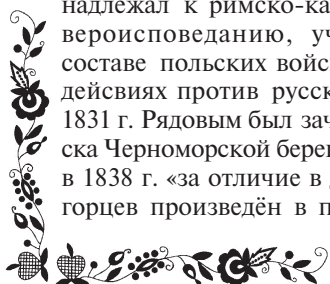 надлежал к римско-ка
вероисповеданию, уч
составе польских войс
дейсвиях против русск
1831 г. Рядовым был зач
ска Черноморской берег
в 1838 г. «за отличие в
горцев произведён в п